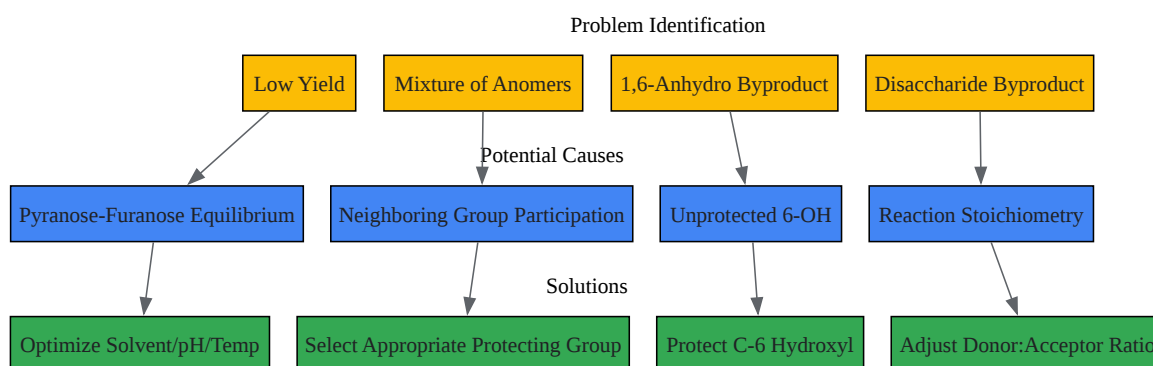 Problem Identification
Low Yield
Mixture of Anomers
1,6-Anhydro Byproduct
Disaccharide Byproduct
Potential Causes
Pyranose-Furanose Equilibrium
Neighboring Group Participation
Unprotected 6-OH
Reaction Stoichiometry
Solutions
Optimize Solvent/pH/Temp
Select Appropriate Protecting Group
Protect C-6 Hydroxyl
Adjust Donor:Acceptor Ratio